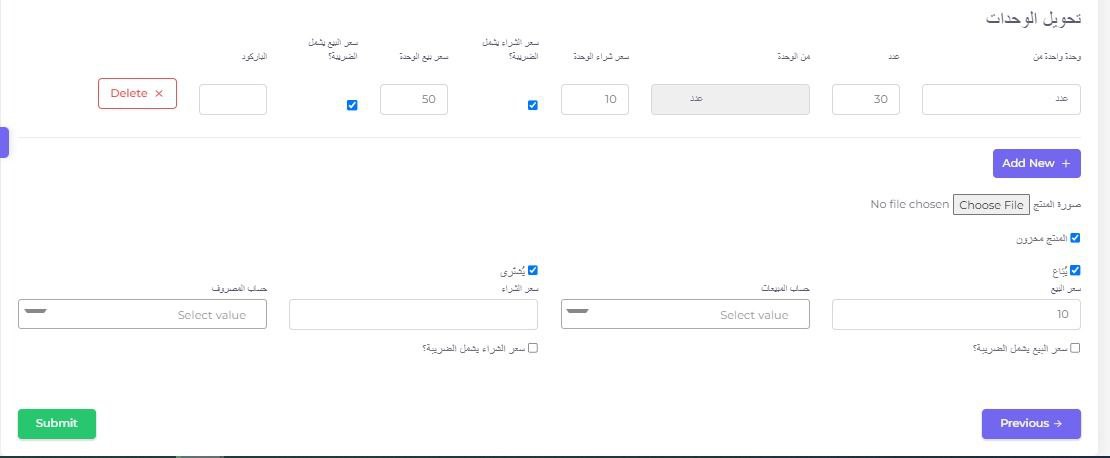 تحويل الوحدات
وحدة واحدة من
عدد
من الوحدة
سعر شراء الوحدة
سعر الشراء يشمل الضريبة؟
سعر بيع الوحدة
سعر البيع يشمل الضريبة؟
الباركود
عدد
30
عدد
10
50
Delete ×
Add New +
صورة المنتج Choose File No file chosen
المنتج مخزون
يُبَاع
يُشترى
سعر البيع
حساب المبيعات
سعر الشراء
حساب المصروف
10
Select value
Select value
سعر البيع يشمل الضريبة؟
سعر الشراء يشمل الضريبة؟
Previous →
Submit